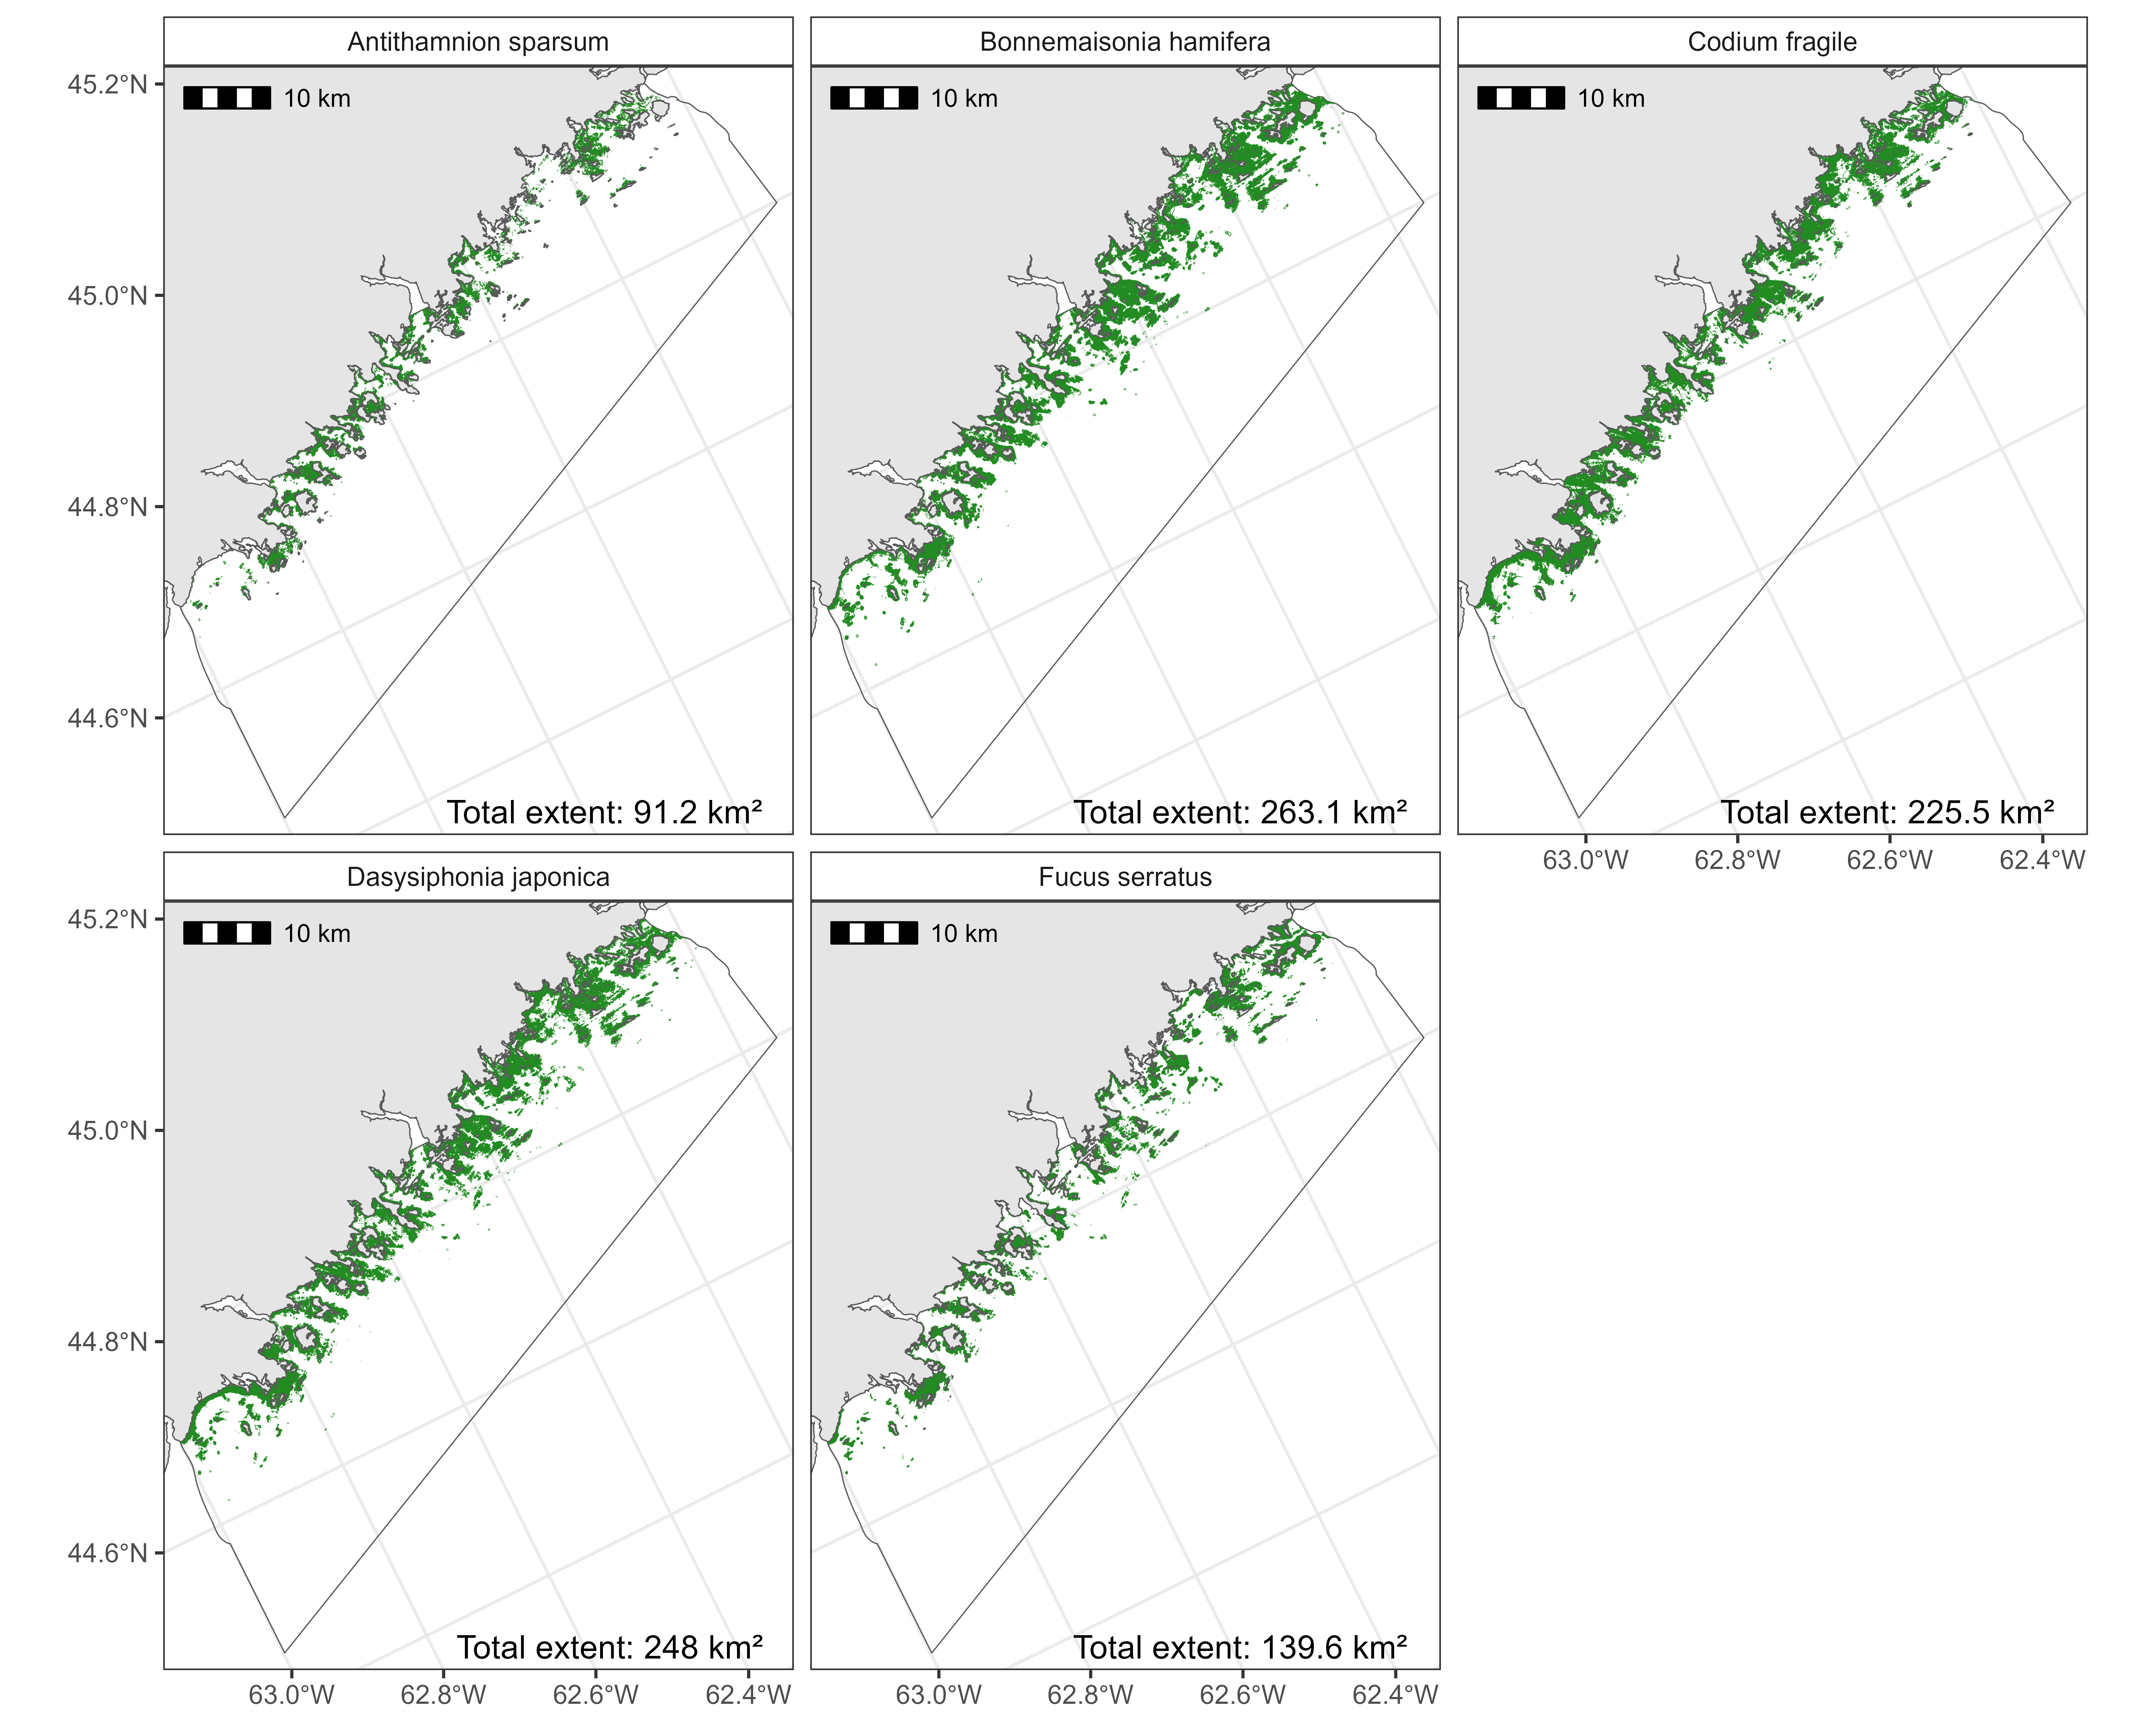 Antithamnion sparsum
Bonnemaisonia hamifera
Codium fragile
45.2°N
45.0°N
44.8°N
44.6°N
10 km
10 km
10 km
Total extent: 91.2 km²
Total extent: 263.1 km²
Total extent: 225.5 km²
63.0°W 62.8°W 62.6°W 62.4°W
Dasysiphonia japonica
Fucus serratus
45.2°N
45.0°N
44.8°N
44.6°N
10 km
10 km
Total extent: 248 km²
Total extent: 139.6 km²
63.0°W 62.8°W 62.6°W 62.4°W
63.0°W 62.8°W 62.6°W 62.4°W